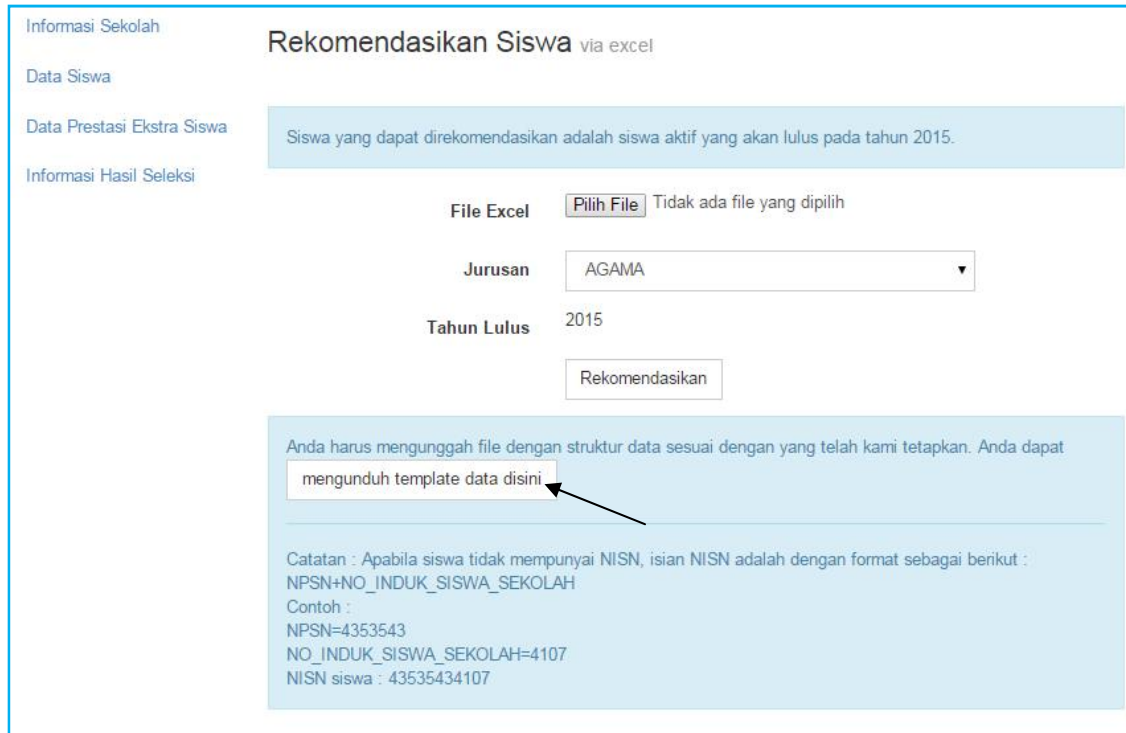 Informasi Sekolah
Data Siswa
Data Prestasi Ekstra Siswa
Informasi Hasil Seleksi
Rekomendasikan Siswa via excel
Siswa yang dapat direkomendasikan adalah siswa aktif yang akan lulus pada tahun 2015.
File Excel Pilih File Tidak ada file yang dipilih
Jurusan AGAMA
Tahun Lulus 2015
Rekomendasikan
Anda harus mengunggah file dengan struktur data sesuai dengan yang telah kami tetapkan. Anda dapat
mengunduh template data disini
Catatan : Apabila siswa tidak mempunyai NISN, isian NISN adalah dengan format sebagai berikut :
NPSN+NO_INDUK_SISWA_SEKOLAH
Contoh :
NPSN=4353543
NO_INDUK_SISWA_SEKOLAH=4107
NISN siswa : 43535434107